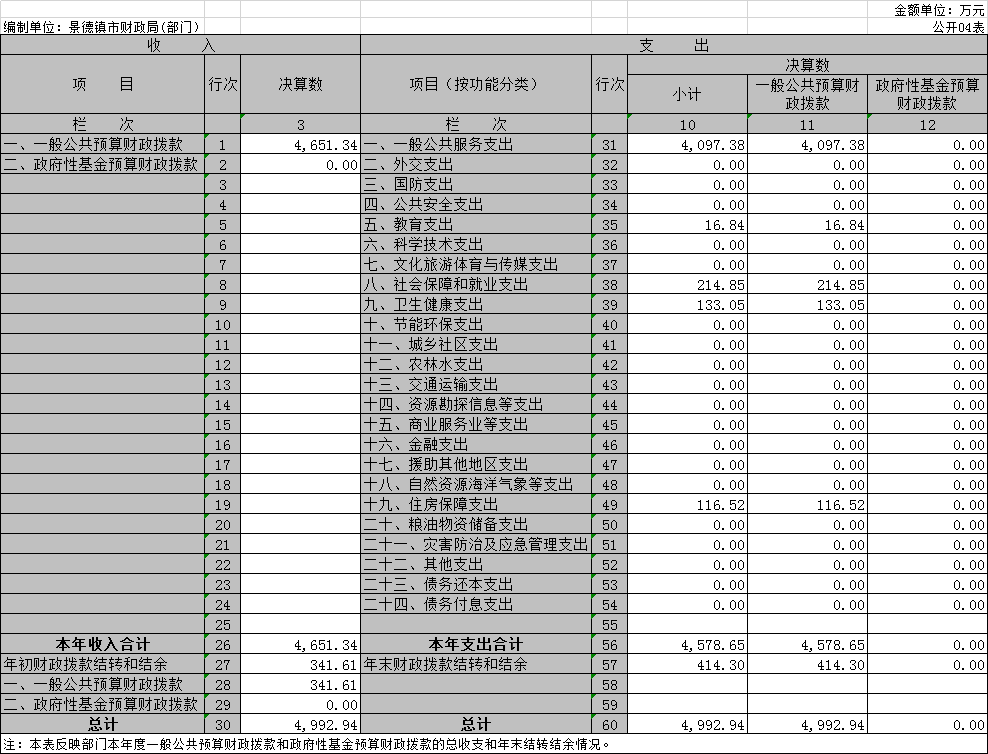 金额单位：万元
编制单位：景德镇市财政局(部门) 公开04表
收 入 支 出
项 目 行次 决算数 项目（按功能分类） 行次 决算数
小计 一般公共预算财政拨款 政府性基金预算财政拨款
栏 次 3 栏 次 10 11 12
一、一般公共预算财政拨款 1 4,651.34 一、一般公共服务支出 31 4,097.38 4,097.38 0.00
二、政府性基金预算财政拨款 2 0.00 二、外交支出 32 0.00 0.00 0.00
3 三、国防支出 33 0.00 0.00 0.00
4 四、公共安全支出 34 0.00 0.00 0.00
5 五、教育支出 35 16.84 16.84 0.00
6 六、科学技术支出 36 0.00 0.00 0.00
7 七、文化旅游体育与传媒支出 37 0.00 0.00 0.00
8 八、社会保障和就业支出 38 214.85 214.85 0.00
9 九、卫生健康支出 39 133.05 133.05 0.00
10 十、节能环保支出 40 0.00 0.00 0.00
11 十一、城乡社区支出 41 0.00 0.00 0.00
12 十二、农林水支出 42 0.00 0.00 0.00
13 十三、交通运输支出 43 0.00 0.00 0.00
14 十四、资源勘探信息等支出 44 0.00 0.00 0.00
15 十五、商业服务业等支出 45 0.00 0.00 0.00
16 十六、金融支出 46 0.00 0.00 0.00
17 十七、援助其他地区支出 47 0.00 0.00 0.00
18 十八、自然资源海洋气象等支出 48 0.00 0.00 0.00
19 十九、住房保障支出 49 116.52 116.52 0.00
20 二十、粮油物资储备支出 50 0.00 0.00 0.00
21 二十一、灾害防治及应急管理支出 51 0.00 0.00 0.00
22 二十二、其他支出 52 0.00 0.00 0.00
23 二十三、债务还本支出 53 0.00 0.00 0.00
24 二十四、债务付息支出 54 0.00 0.00 0.00
25 55
本年收入合计 26 4,651.34 本年支出合计 56 4,578.65 4,578.65 0.00
年初财政拨款结转和结余 27 341.61 年末财政拨款结转和结余 57 414.30 414.30 0.00
一、一般公共预算财政拨款 28 341.61 58
二、政府性基金预算财政拨款 29 0.00 59
总计 30 4,992.94 总计 60 4,992.94 4,992.94 0.00
注：本表反映部门本年度一般公共预算财政拨款和政府性基金预算财政拨款的总收支和年末结转结余情况。